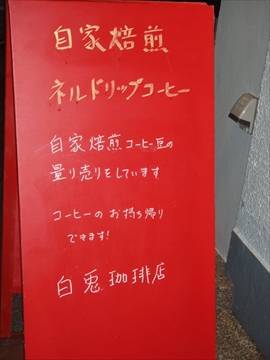 自家焙煎
ネルドリップコーヒー
自家焙煎コーヒー豆の
量り売りをしています
コーヒーのお持ち帰り
できます!
白兎珈琲店